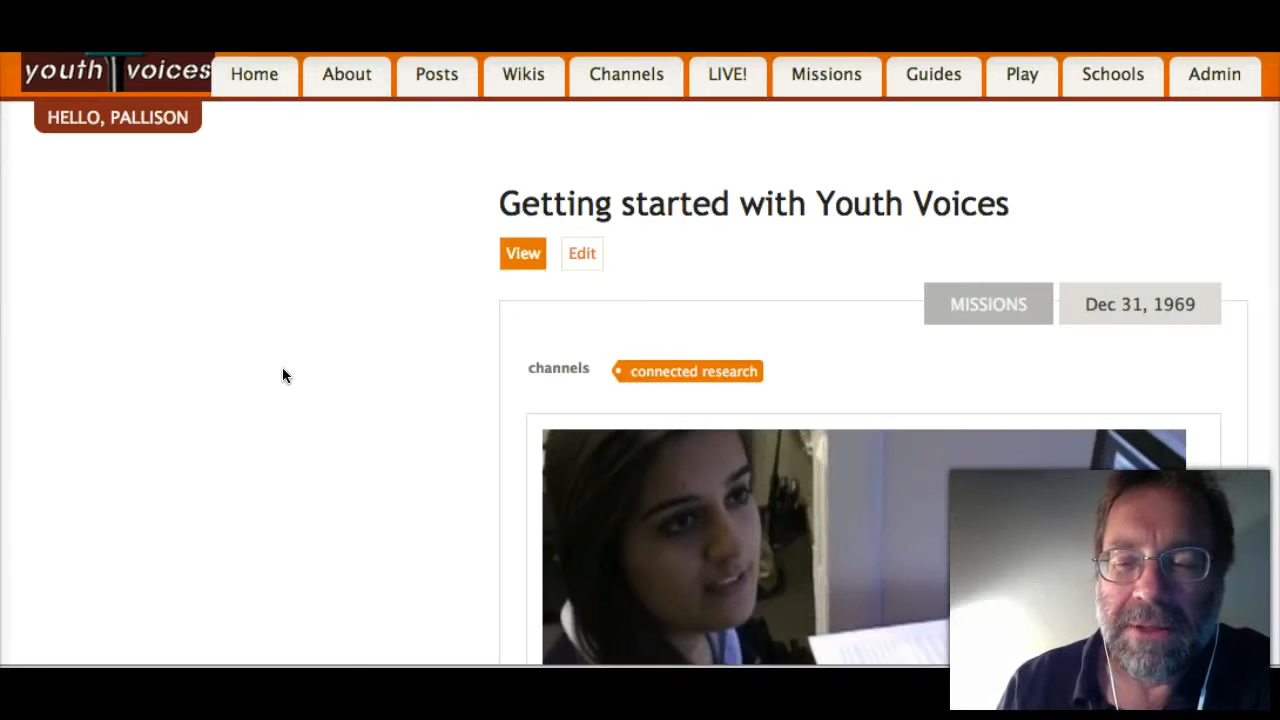 youth voices
Home About Posts Wikis Channels LIVE! Missions Guides Play Schools Admin
HELLO, PALLISON
Getting started with Youth Voices
View Edit
MISSIONS Dec 31, 1969
channels connected research